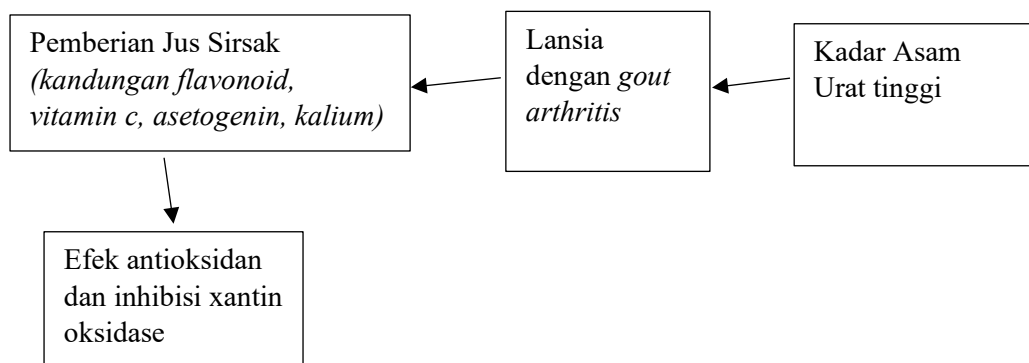 Pemberian Jus Sirsak
(kandungan flavonoid,
vitamin c, asetogenin, kalium)
Lansia
dengan gout
arthritis
Kadar Asam
Urat tinggi
Efek antioksidan
dan inhibisi xantin
oksidase